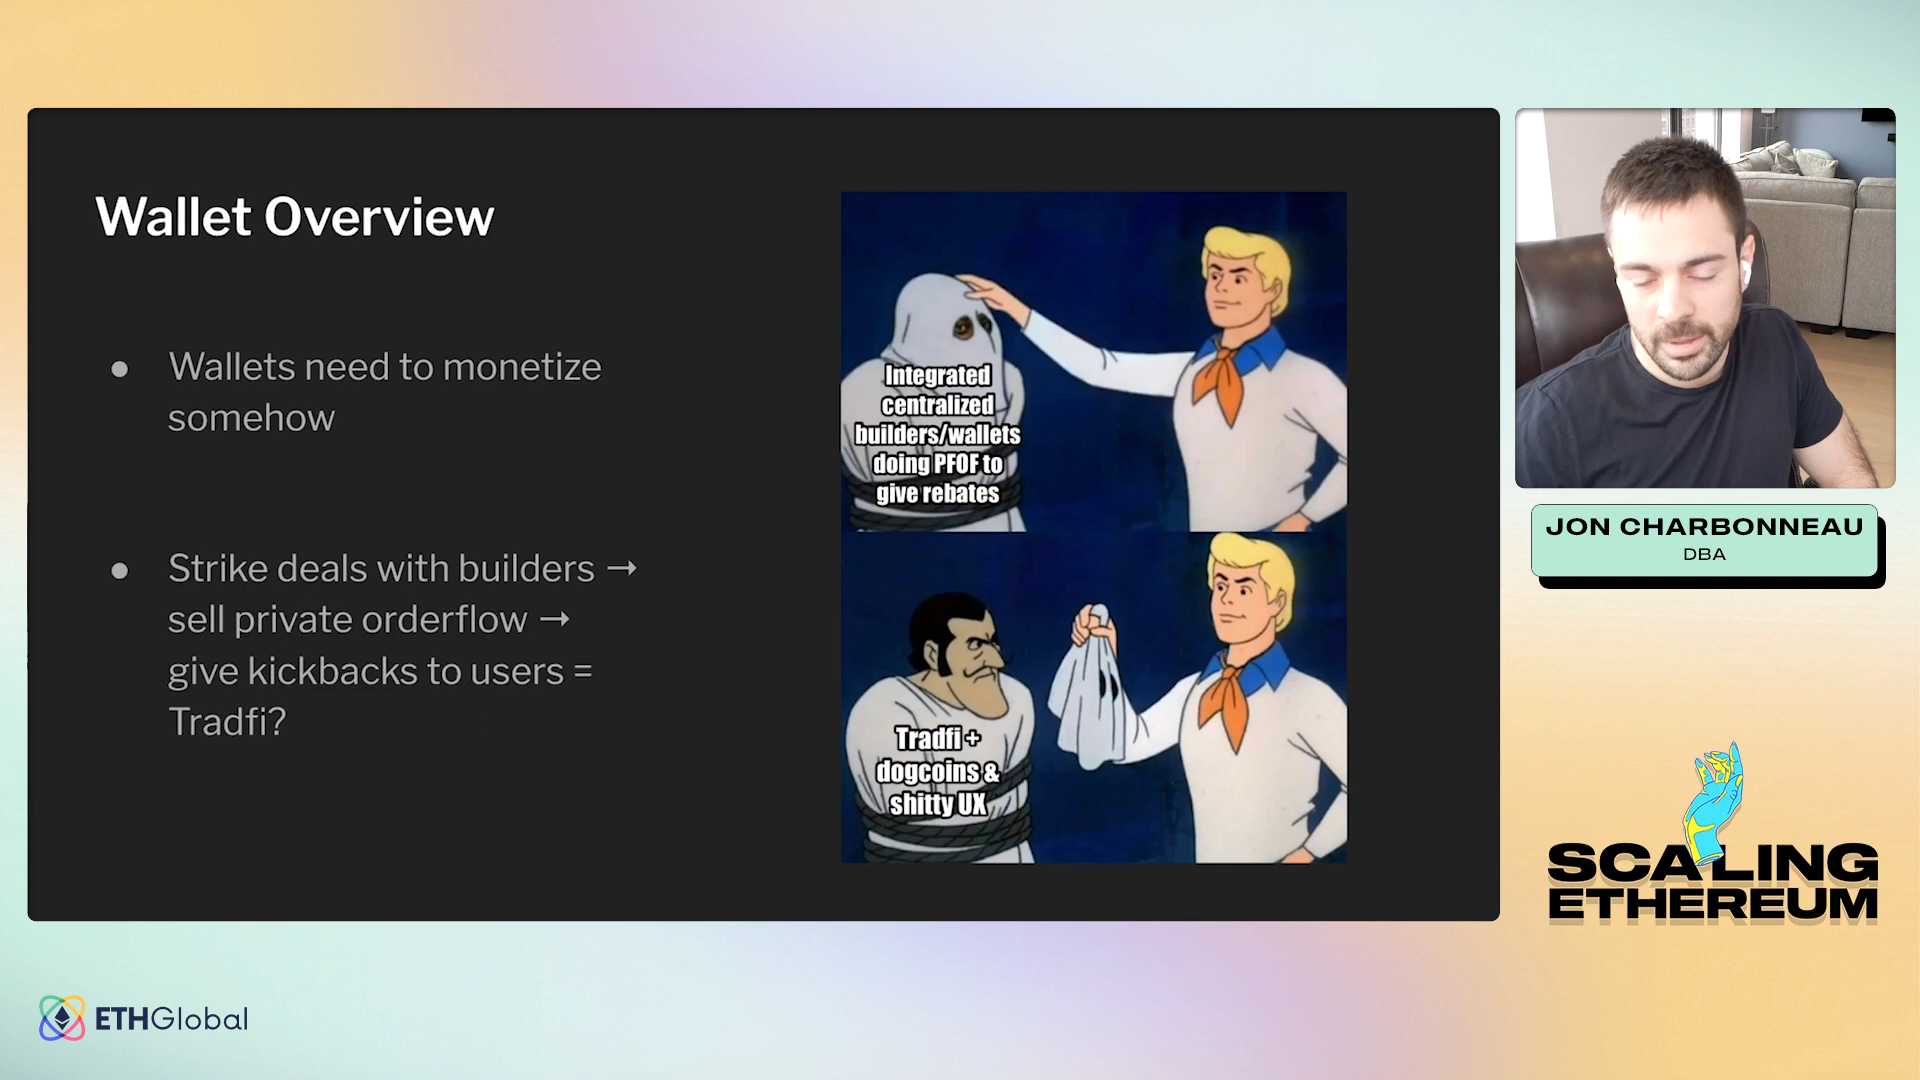 Wallet Overview
● Wallets need to monetize
somehow
● Strike deals with builders →
sell private orderflow →
give kickbacks to users =
Tradfi?
Integrated
centralized
builders/wallets
doing PFOF to
give rebates
Tradfi +
dogcoins &
shitty UX
JON CHARBONNEAU
DBA
SCALING
ETHEREUM
ETHGlobal